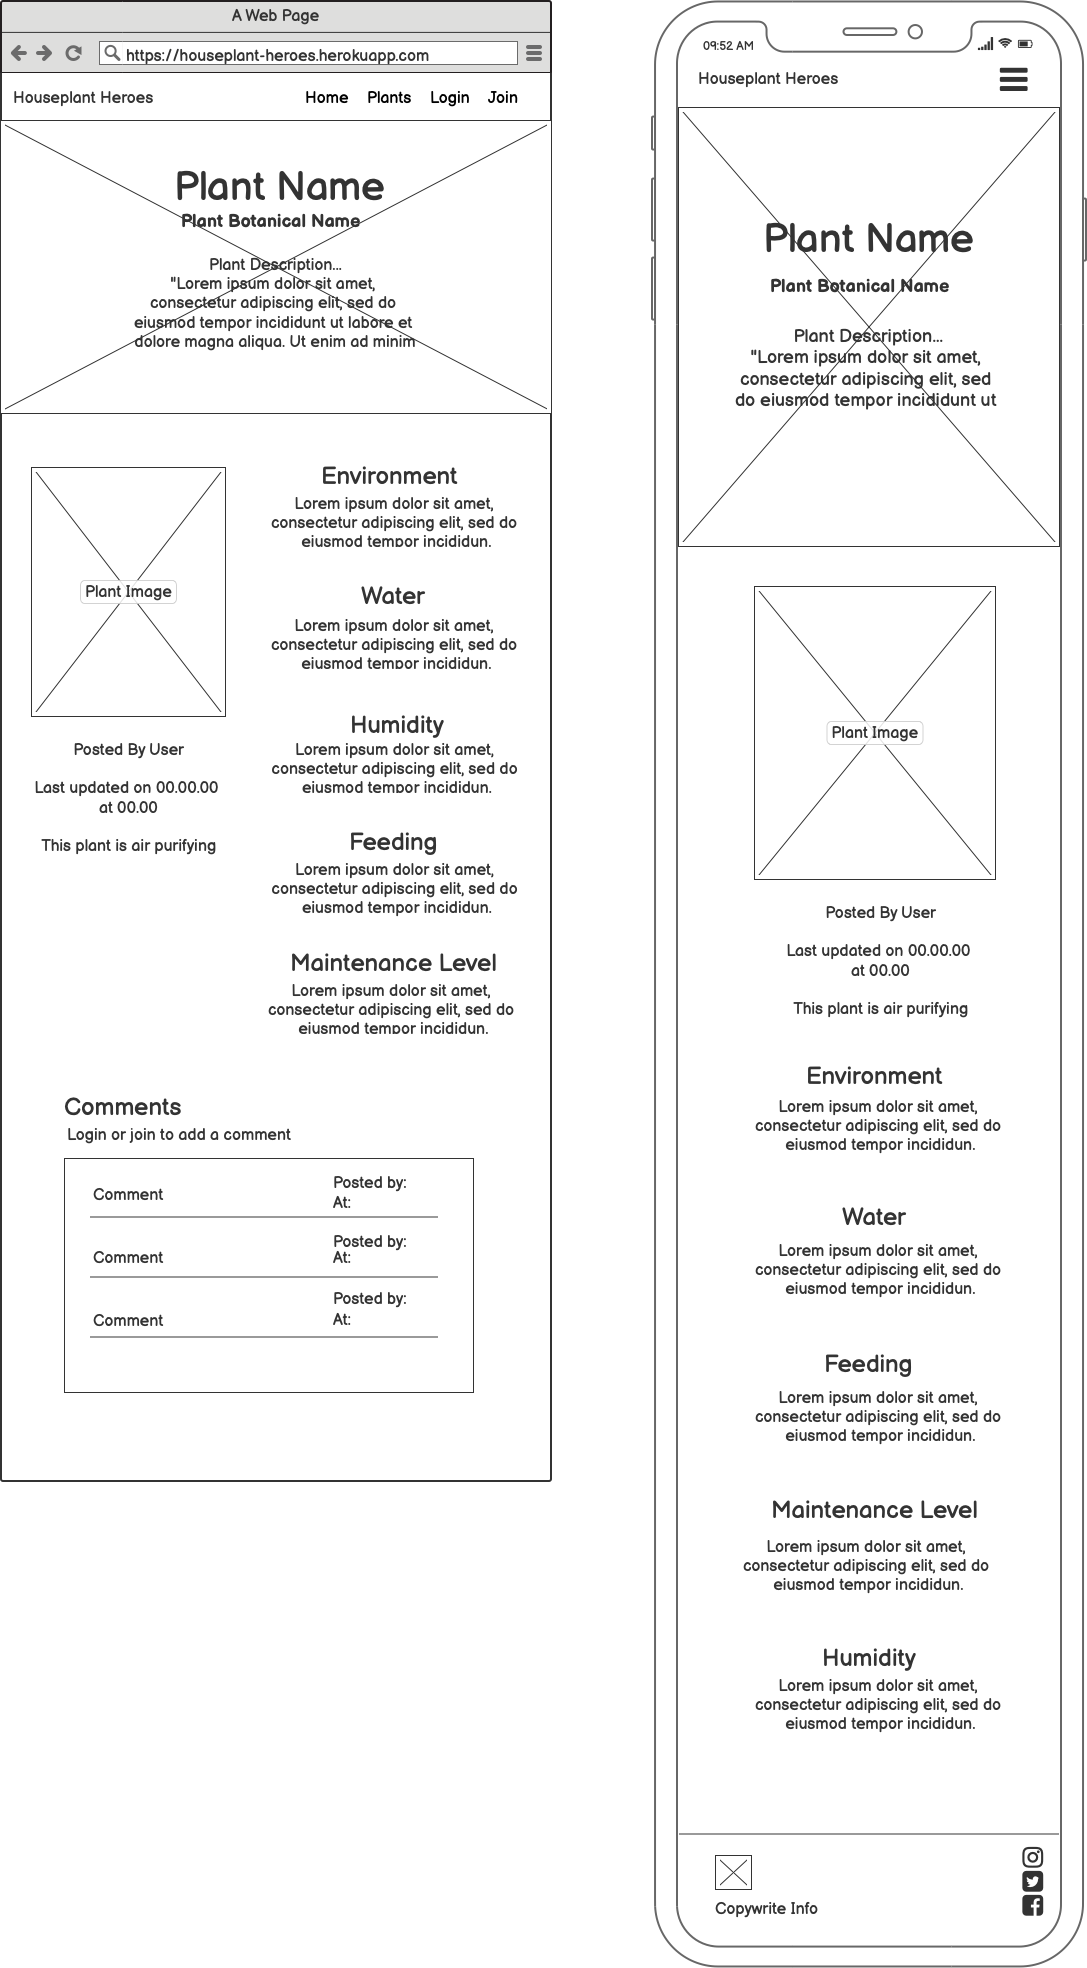 A Web Page
https://houseplant-heroes.herokuapp.com
Houseplant Heroes Home Plants Login Join
Plant Name
Plant Botanical Name
Plant Description...
"Lorem ipsum dolor sit amet,
consectetur adipiscing elit, sed do
eiusmod tempor incididunt ut labore et
dolore magna aliqua. Ut enim ad minim
Plant Image
Posted By User
Last updated on 00.00.00
at 00.00
This plant is air purifying
Environment
Lorem ipsum dolor sit amet,
consectetur adipiscing elit, sed do
eiusmod tempor incididun.
Water
Lorem ipsum dolor sit amet,
consectetur adipiscing elit, sed do
eiusmod tempor incididun.
Humidity
Lorem ipsum dolor sit amet,
consectetur adipiscing elit, sed do
eiusmod tempor incididun.
Feeding
Lorem ipsum dolor sit amet,
consectetur adipiscing elit, sed do
eiusmod tempor incididun.
Maintenance Level
Lorem ipsum dolor sit amet,
consectetur adipiscing elit, sed do
eiusmod tempor incididun.
Comments
Login or join to add a comment
Comment
Posted by:
At:
Comment
Posted by:
At:
Comment
Posted by:
At:
09:52 AM
Houseplant Heroes
Plant Name
Plant Botanical Name
Plant Description...
"Lorem ipsum dolor sit amet,
consectetur adipiscing elit, sed
do eiusmod tempor incididunt ut
Plant Image
Posted By User
Last updated on 00.00.00
at 00.00
This plant is air purifying
Environment
Lorem ipsum dolor sit amet,
consectetur adipiscing elit, sed do
eiusmod tempor incididun.
Water
Lorem ipsum dolor sit amet,
consectetur adipiscing elit, sed do
eiusmod tempor incididun.
Feeding
Lorem ipsum dolor sit amet,
consectetur adipiscing elit, sed do
eiusmod tempor incididun.
Maintenance Level
Lorem ipsum dolor sit amet,
consectetur adipiscing elit, sed do
eiusmod tempor incididun.
Humidity
Lorem ipsum dolor sit amet,
consectetur adipiscing elit, sed do
eiusmod tempor incididun.
Copywrite Info